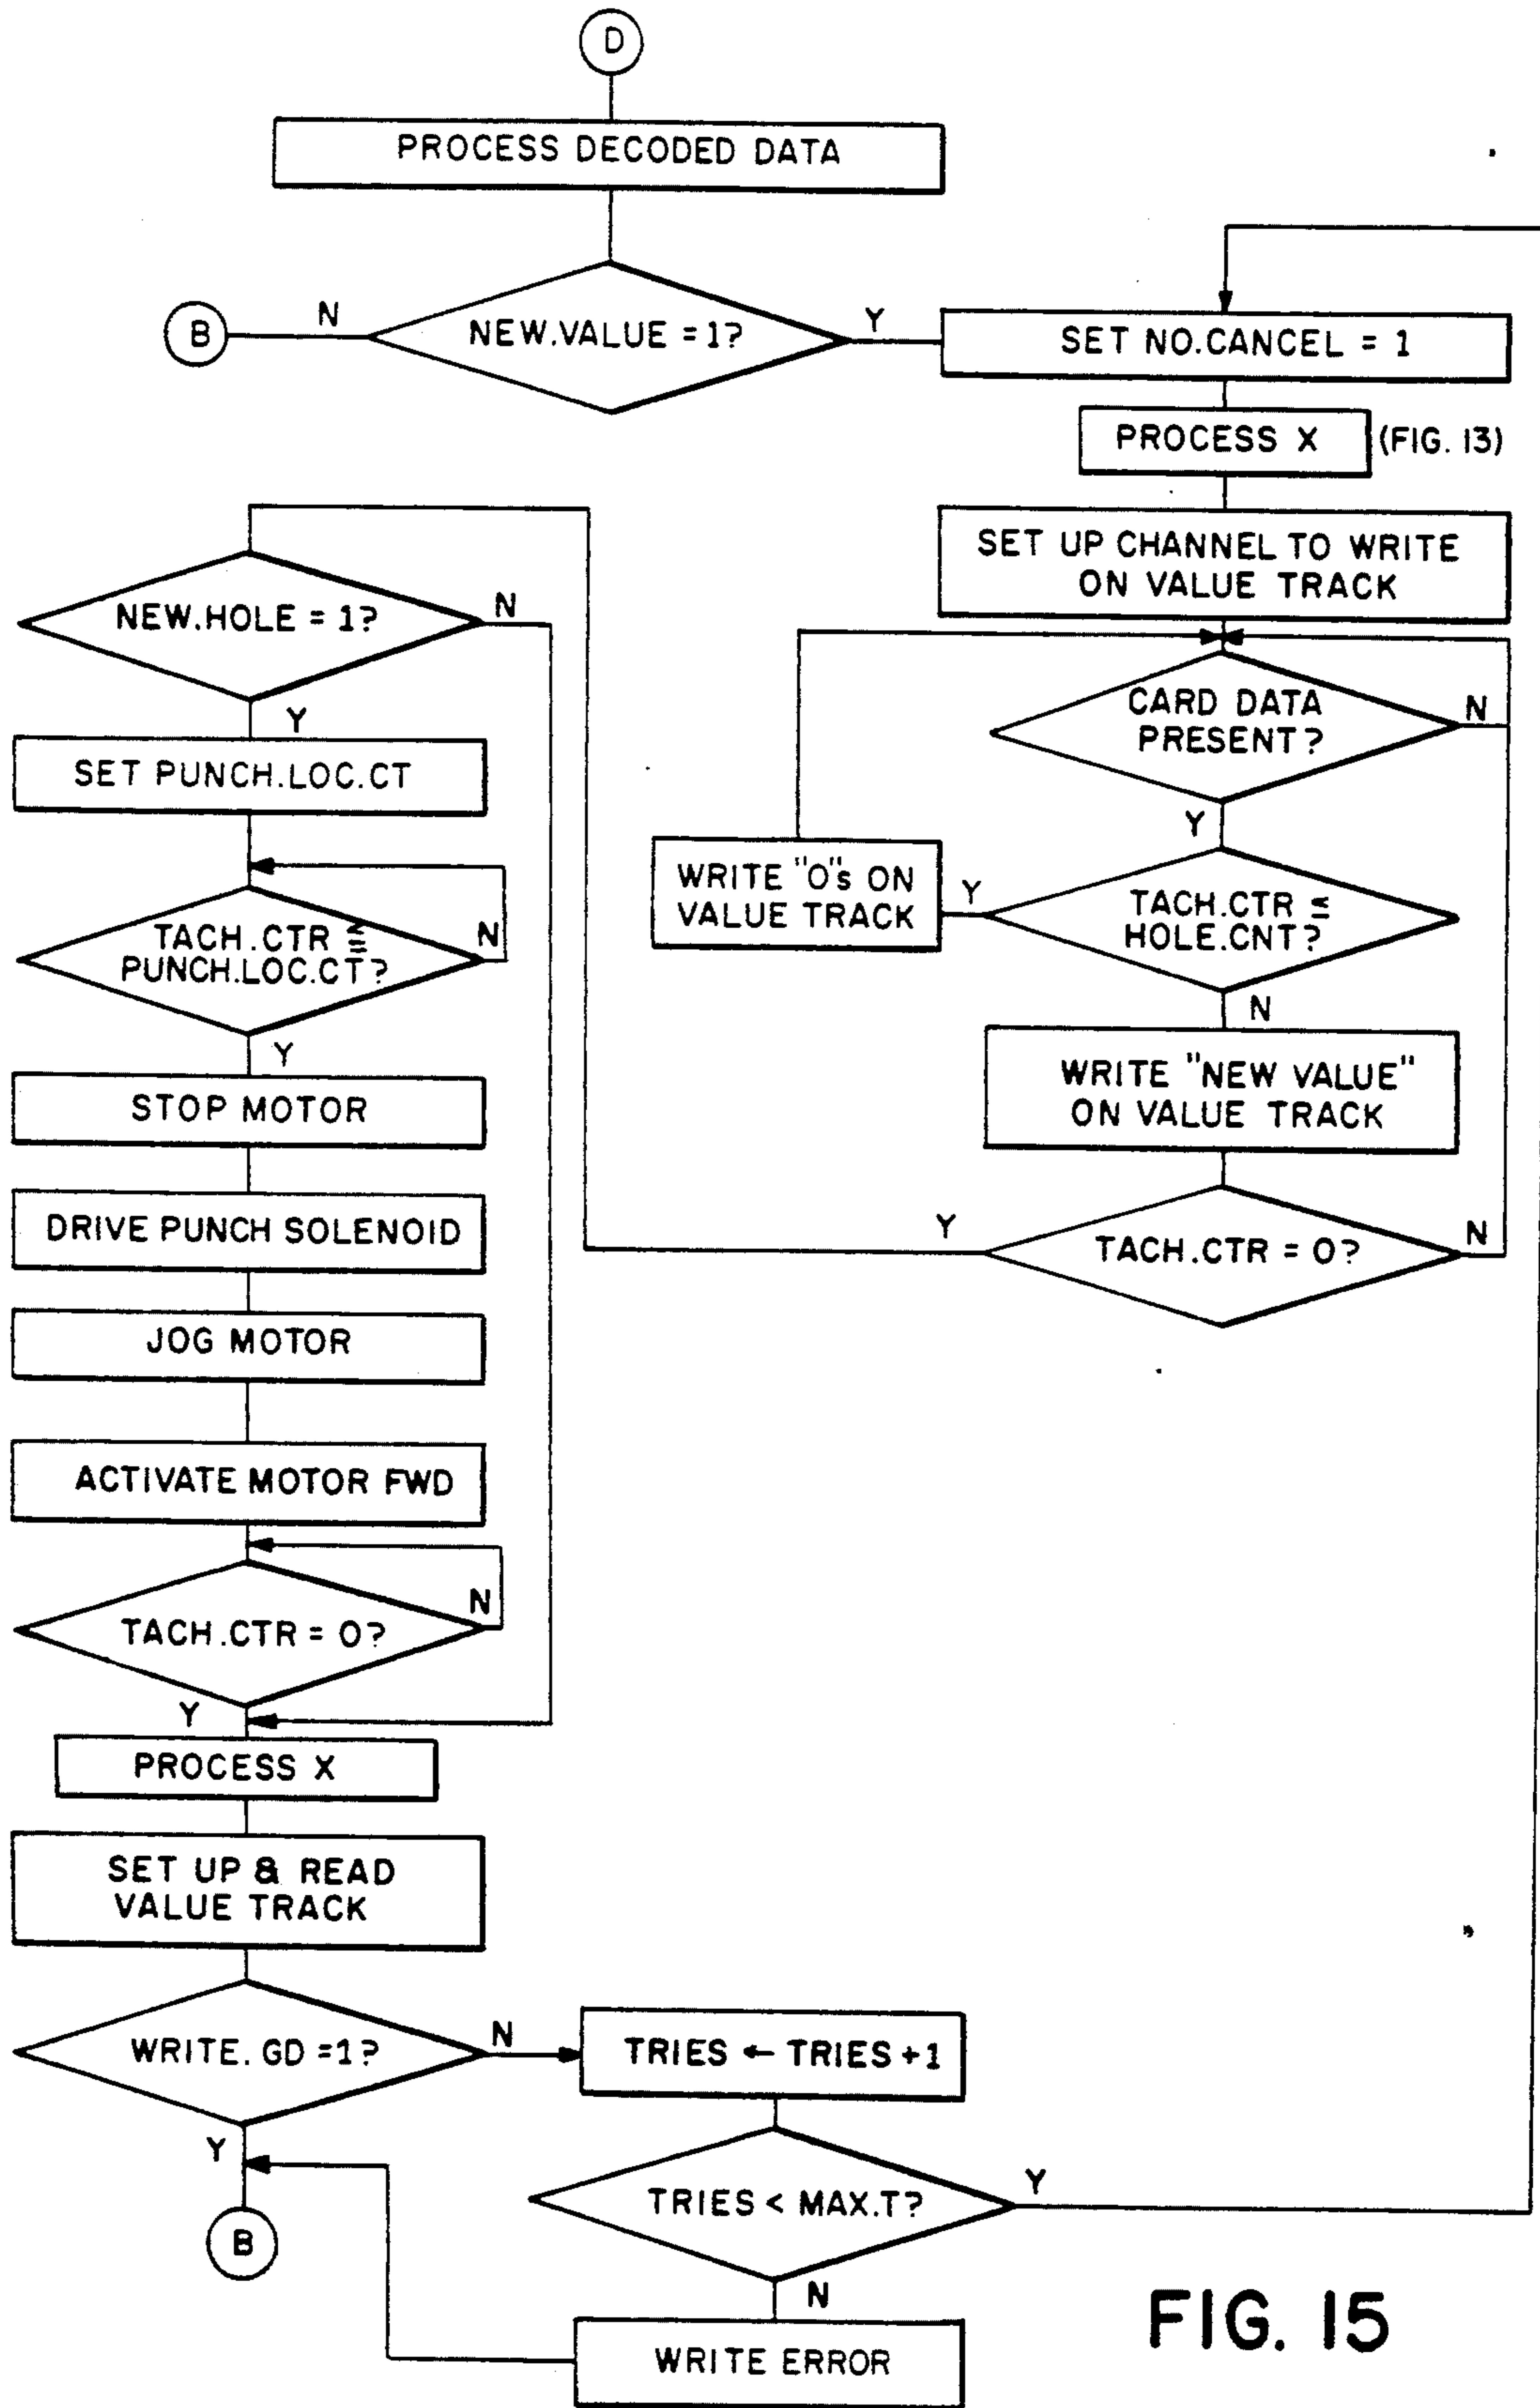 D
PROCESS DECODED DATA
B
N
NEW.VALUE = 1?
Y
SET NO.CANCEL = 1
PROCESS X
(FIG. 13)
SET UP CHANNEL TO WRITE
ON VALUE TRACK
CARD DATA
PRESENT?
N
Y
TACH.CTR ≤
HOLE.CNT?
Y
WRITE "0"s ON
VALUE TRACK
N
WRITE "NEW VALUE"
ON VALUE TRACK
TACH.CTR = 0?
Y
N
NEW.HOLE = 1?
N
Y
SET PUNCH.LOC.CT
TACH.CTR ≧
PUNCH.LOC.CT?
N
Y
STOP MOTOR
DRIVE PUNCH SOLENOID
JOG MOTOR
ACTIVATE MOTOR FWD
TACH.CTR = 0?
N
Y
PROCESS X
SET UP & READ
VALUE TRACK
WRITE. GD =1?
N
Y
B
TRIES ← TRIES +1
TRIES < MAX.T?
Y
N
WRITE ERROR
FIG. 15